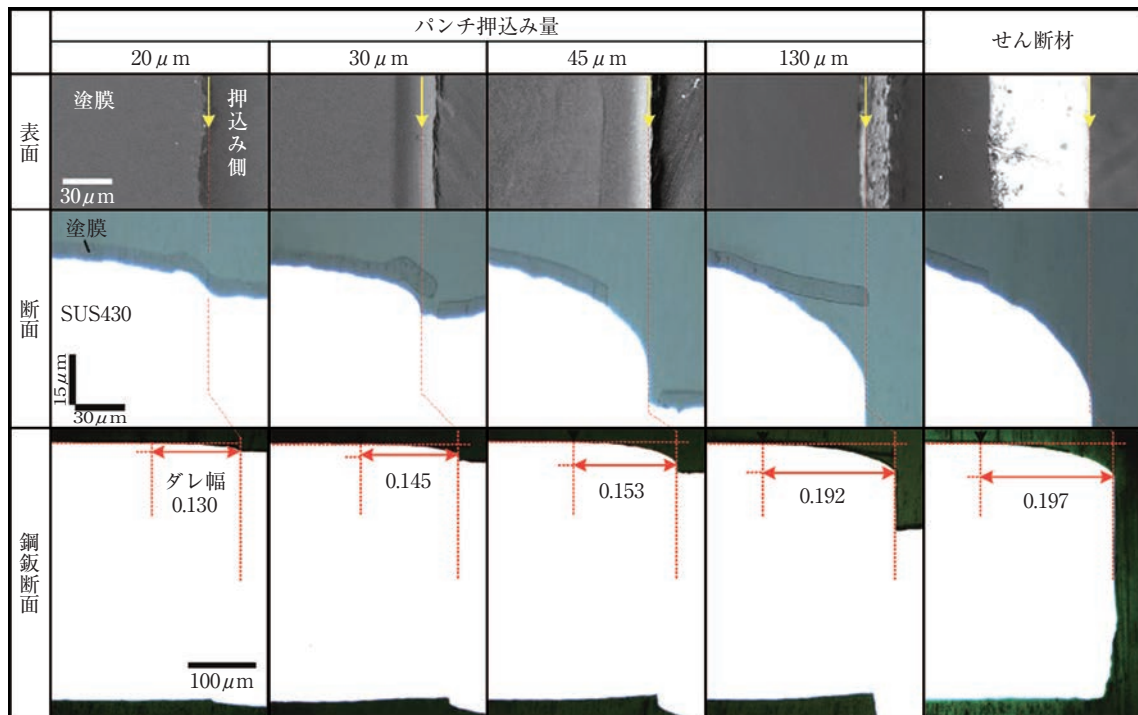 パンチ押込み量
せん断材
20μm
30μm
45μm
130μm
表面
塗膜
押込み側
30μm
断面
塗膜
SUS430
15μm
30μm
鋼鈑断面
ダレ幅
0.130
0.145
0.153
0.192
0.197
100μm